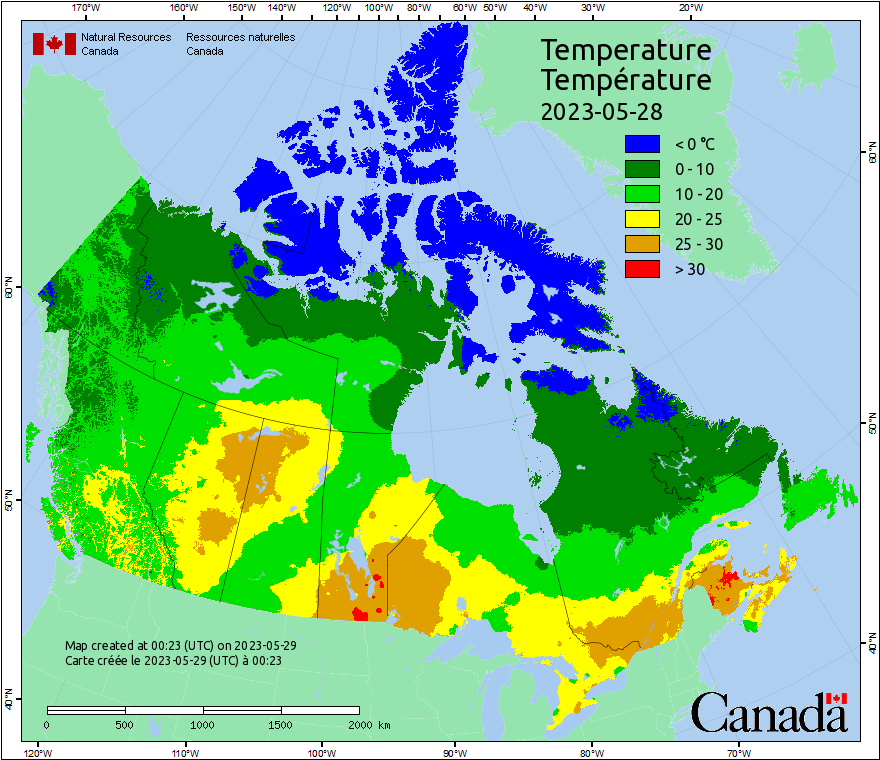 170°W 160°W 150°W 140°W 120°W 110°W 100°W 80°W 60°W 50°W 40°W 30°W 20°W
Natural Resources Ressources naturelles
Canada Canada
Temperature
Température
2023-05-28
< 0 °C
0 - 10
10 - 20
20 - 25
25 - 30
> 30
60°N 60°N
50°N 50°N
40°N 40°N
Map created at 00:23 (UTC) on 2023-05-29
Carte créée le 2023-05-29 (UTC) à 00:23
0 500 1000 1500 2000 km
Canada
120°W 110°W 100°W 90°W 80°W 70°W